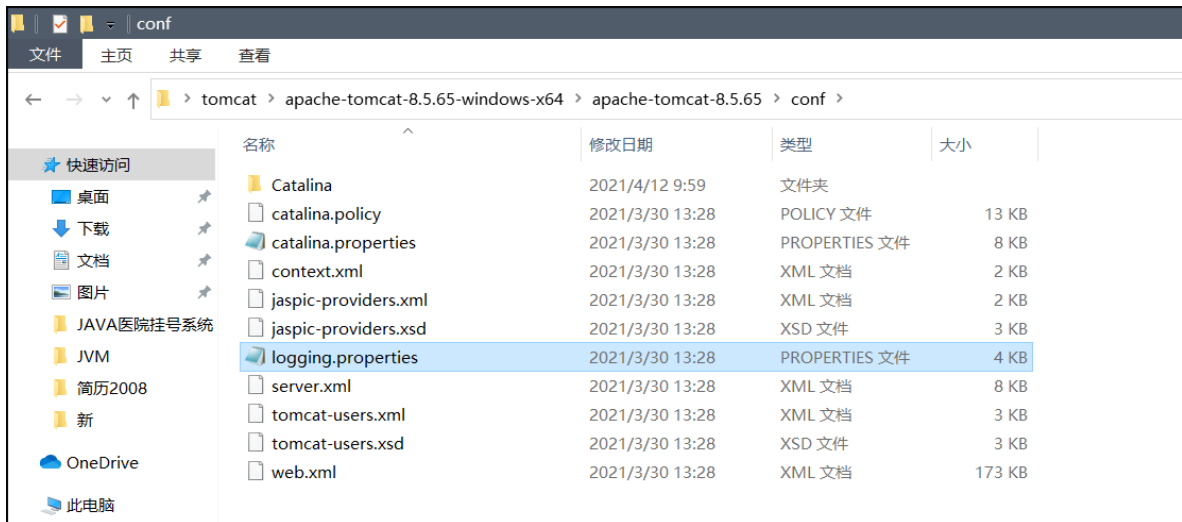 conf
文件 主页 共享 查看
tomcat > apache-tomcat-8.5.65-windows-x64 > apache-tomcat-8.5.65 > conf >
名称 修改日期 类型 大小
快速访问
桌面
下载
文档
图片
JAVA医院挂号系统
JVM
简历2008
新
OneDrive
此电脑
Catalina 2021/4/12 9:59 文件夹
catalina.policy 2021/3/30 13:28 POLICY 文件 13 KB
catalina.properties 2021/3/30 13:28 PROPERTIES 文件 8 KB
context.xml 2021/3/30 13:28 XML 文档 2 KB
jaspic-providers.xml 2021/3/30 13:28 XML 文档 2 KB
jaspic-providers.xsd 2021/3/30 13:28 XSD 文件 3 KB
logging.properties 2021/3/30 13:28 PROPERTIES 文件 4 KB
server.xml 2021/3/30 13:28 XML 文档 8 KB
tomcat-users.xml 2021/3/30 13:28 XML 文档 3 KB
tomcat-users.xsd 2021/3/30 13:28 XSD 文件 3 KB
web.xml 2021/3/30 13:28 XML 文档 173 KB